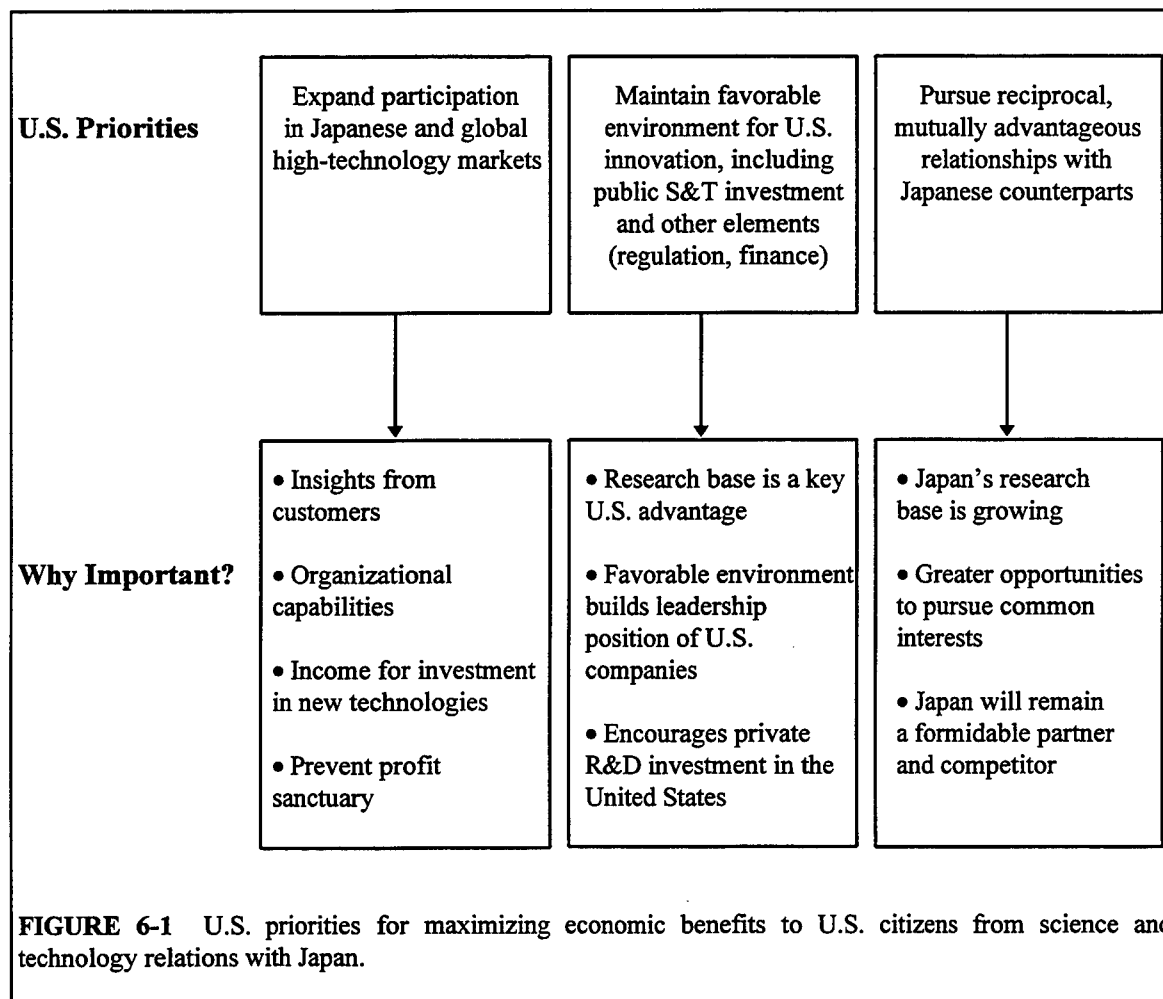 U.S. Priorities
Expand participation
in Japanese and global
high-technology markets
Maintain favorable
environment for U.S.
innovation, including
public S&T investment
and other elements
(regulation, finance)
Pursue reciprocal,
mutually advantageous
relationships with
Japanese counterparts
Why Important?
• Insights from
customers
• Organizational
capabilities
• Income for investment
in new technologies
• Prevent profit
sanctuary
• Research base is a key
U.S. advantage
• Favorable environment
builds leadership
position of U.S.
companies
• Encourages private
R&D investment in the
United States
• Japan's research
base is growing
• Greater opportunities
to pursue common
interests
• Japan will remain
a formidable partner
and competitor
FIGURE 6-1 U.S. priorities for maximizing economic benefits to U.S. citizens from science and
technology relations with Japan.